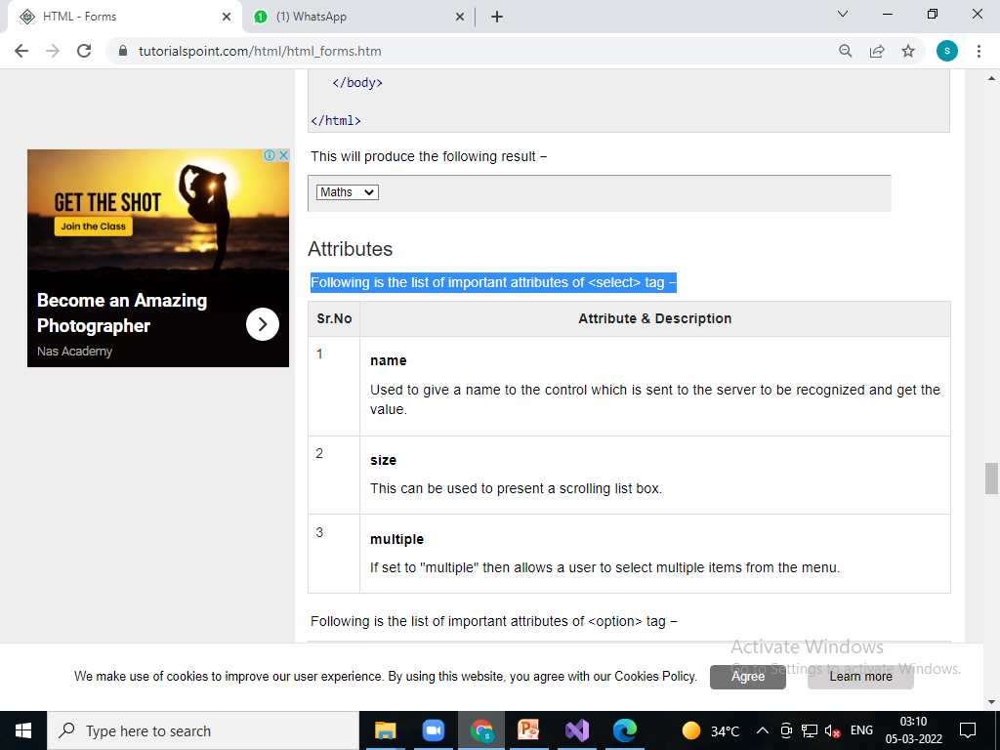 HTML - Forms
1
(1) WhatsApp
tutorialspoint.com/html/html_forms.htm
s
</body>
</html>
This will produce the following result −
Maths
GET THE SHOT
Join the Class
Become an Amazing
Photographer
Nas Academy
Attributes
Following is the list of important attributes of <select> tag −
Sr.No Attribute & Description
1
name
Used to give a name to the control which is sent to the server to be recognized and get the
value.
2
size
This can be used to present a scrolling list box.
3
multiple
If set to "multiple" then allows a user to select multiple items from the menu.
Following is the list of important attributes of <option> tag −
Activate Windows
Go to Settings to activate Windows.
We make use of cookies to improve our user experience. By using this website, you agree with our Cookies Policy.
Agree
Learn more
Type here to search
34°C
ENG
03:10
05-03-2022